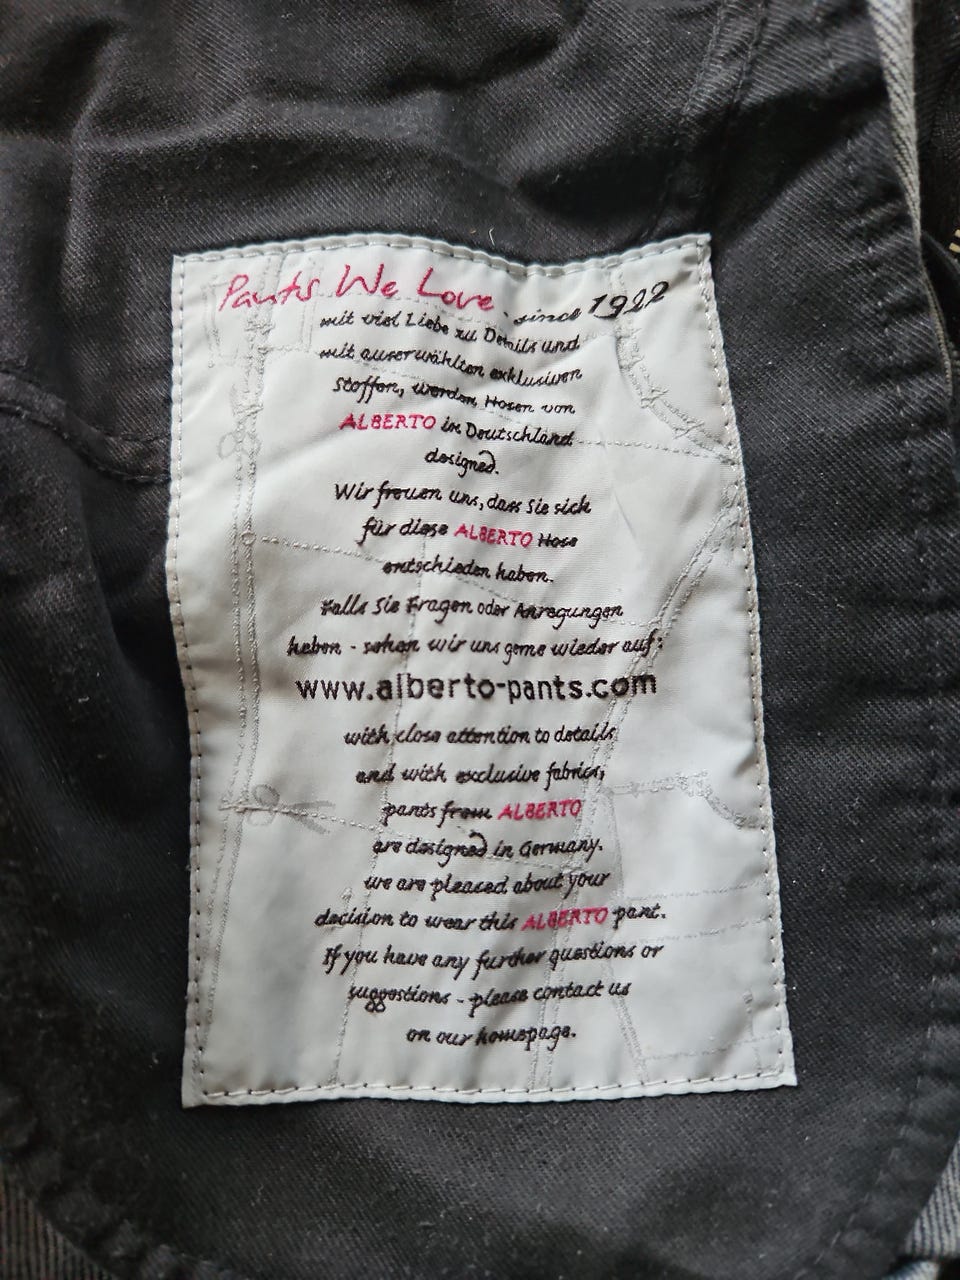 Pants We Love - since 1922
mit viel Liebe zu Details und
mit auserwählten exklusiven
Stoffen, werden Hosen von
ALBERTO in Deutschland
designed.
Wir freuen uns, dass Sie sich
für diese ALBERTO Hose
entschieden haben.
Falls Sie Fragen oder Anregungen
haben - sehen wir uns gerne wieder auf:
www.alberto-pants.com
with close attention to details
and with exclusive fabrics,
pants from ALBERTO
are designed in Germany.
we are pleased about your
decision to wear this ALBERTO pant.
If you have any further questions or
suggestions - please contact us
on our homepage.